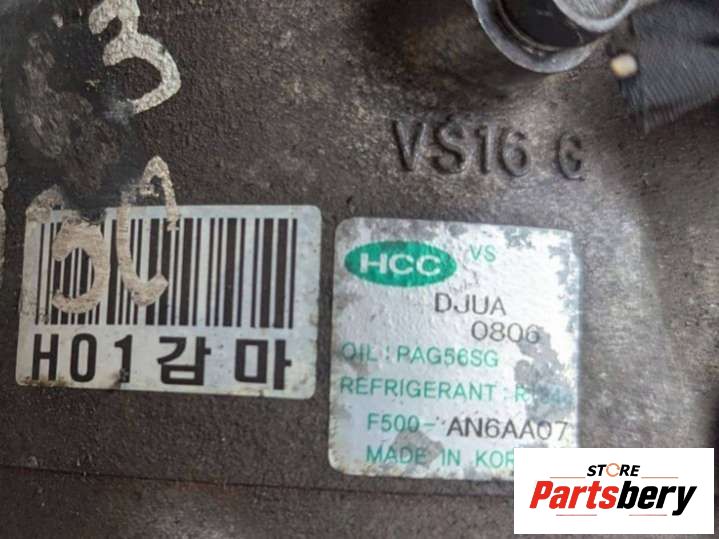 3
VS16 G
H01감마
HCC VS
DJUA
0806
OIL : PAG56SG
REFRIGERANT :
F500-AN6AA07
MADE IN
STORE
Partsbery